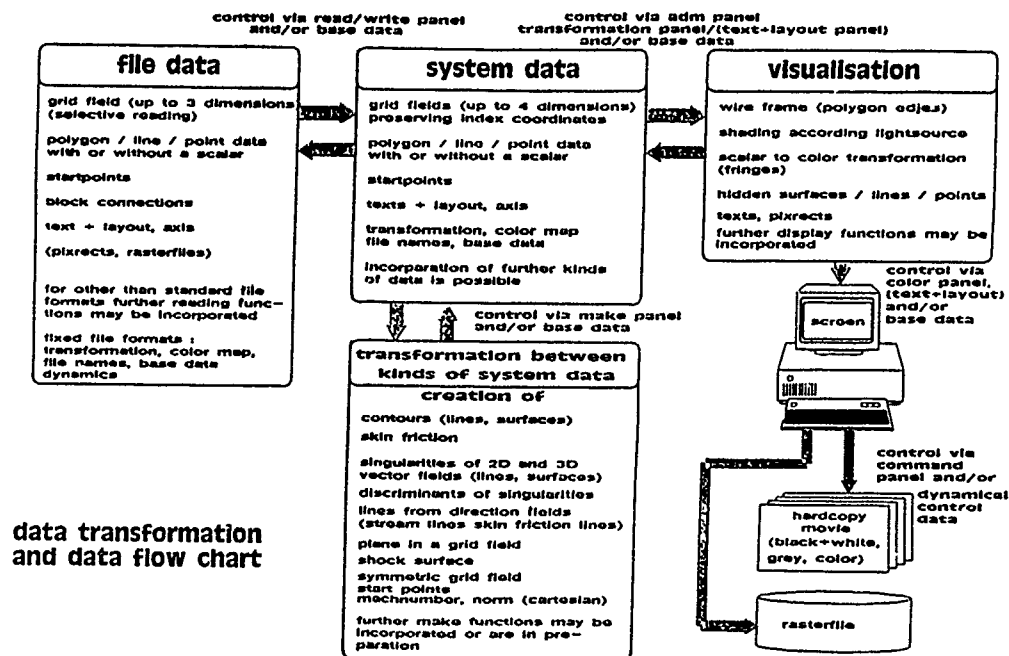 control via read/write panel
and/or base data
control via adm panel
transformation panel/(text+layout panel)
and/or base data
file data
grid field (up to 3 dimensions)
(selective reading)
polygon / line / point data
with or without a scalar
startpoints
block connections
text + layout, axis
(pixrects, rasterfiles)
for other than standard file
formats further reading func-
tions may be incorporated
fixed file formats :
transformation, color map,
file names, base data
dynamics
system data
grid fields (up to 4 dimensions)
preserving index coordinates
polygon / line / point data
with or without a scalar
startpoints
texts + layout, axis
transformation, color map
file names, base data
incorporation of further kinds
of data is possible
visualisation
wire frame (polygon edjes)
shading according lightsource
scalar to color transformation
(fringes)
hidden surfaces / lines / points
texts, pixrects
further display functions may be
incorporated
control via make panel
and/or base data
transformation between
kinds of system data
creation of
contours (lines, surfaces)
skin friction
singularities of 2D and 3D
vector fields (lines, surfaces)
discriminants of singularities
lines from direction fields
(stream lines skin friction lines)
plane in a grid field
shock surface
symmetric grid field
start points
machnumber, norm (cartesian)
further make functions may be
incorporated or are in pre-
paration
control via
color panel,
(text+layout)
and/or
base data
screen
control via
command
panel and/or
dynamical
control
data
hardcopy
movie
(black+white,
grey, color)
rasterfile
data transformation
and data flow chart